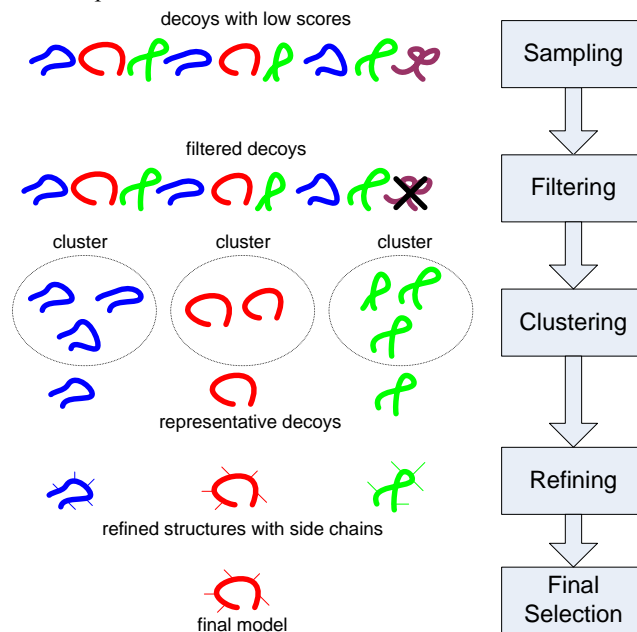 decoys with low scores
Sampling
filtered decoys
Filtering
cluster
cluster
cluster
Clustering
representative decoys
Refining
refined structures with side chains
Final
Selection
final model